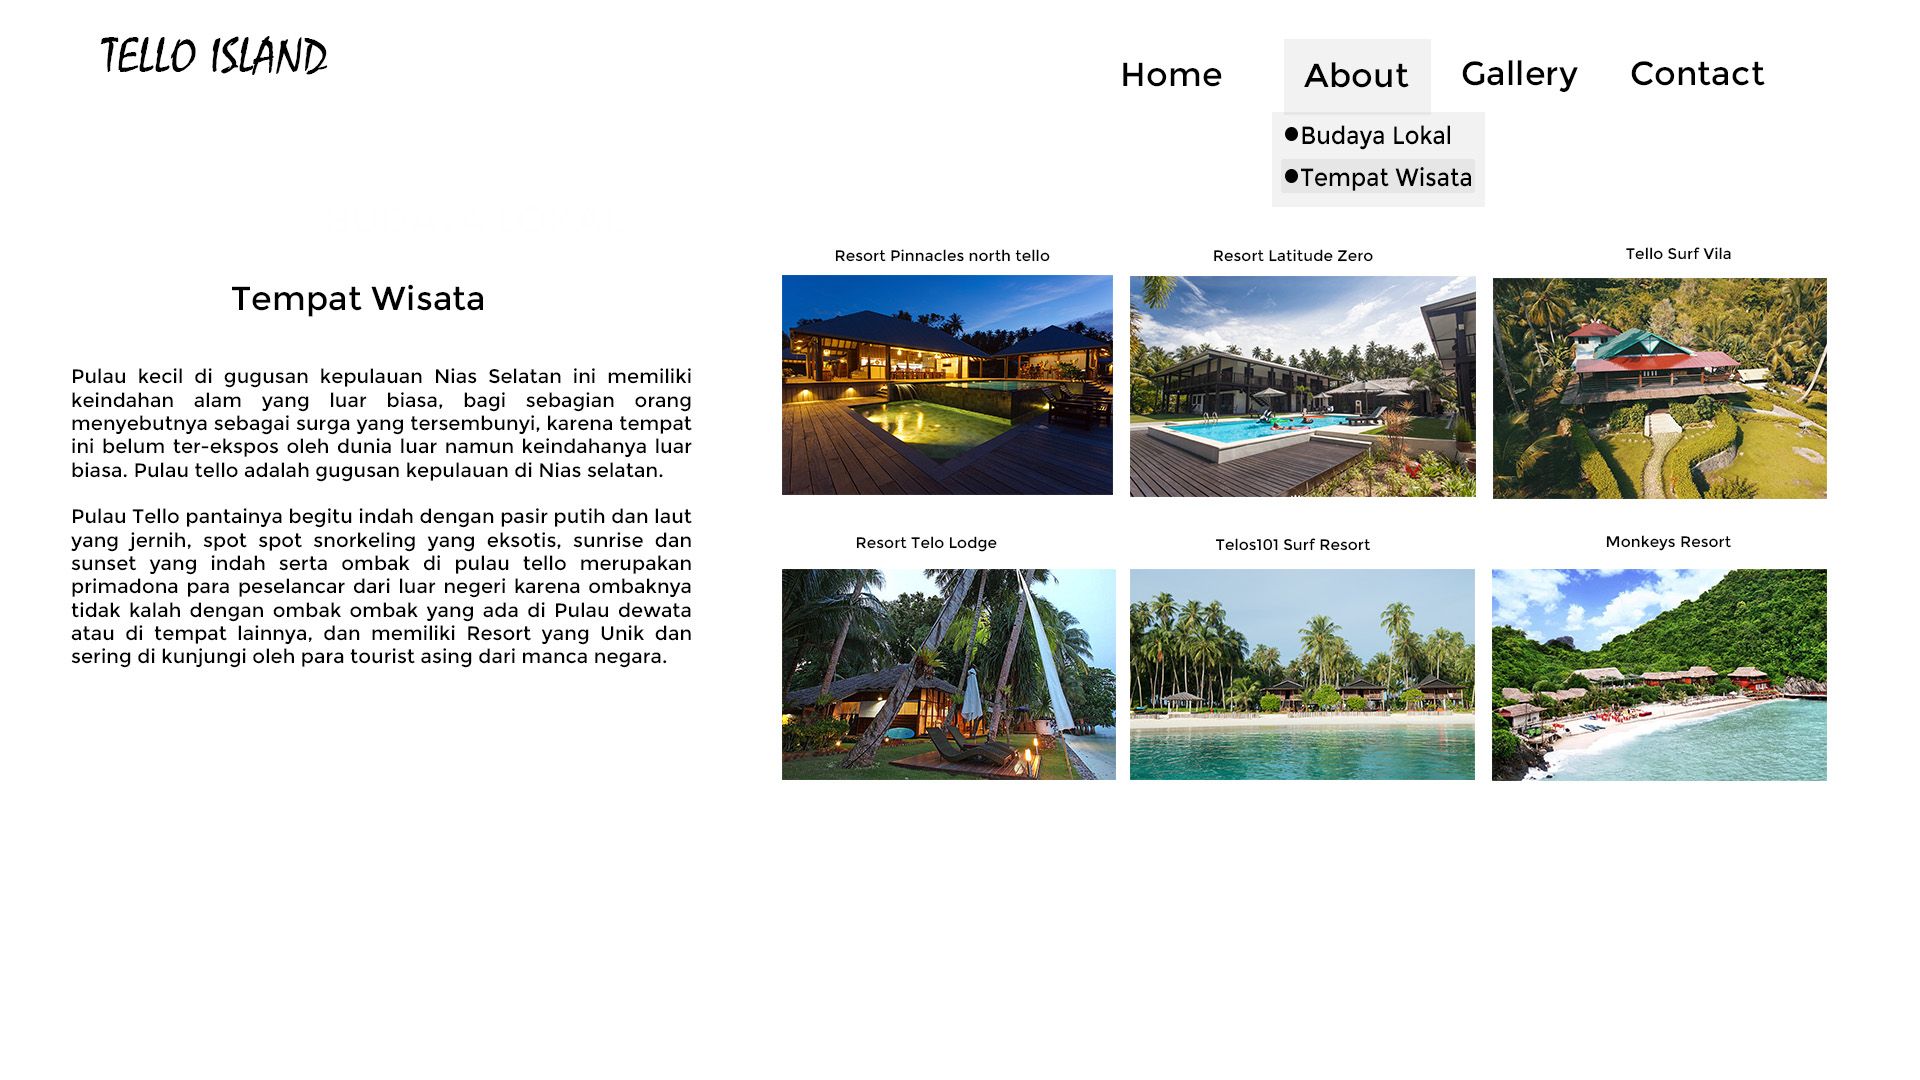 TELLO ISLAND
Home
About
Gallery
Contact
Budaya Lokal
Tempat Wisata
Tempat Wisata
Pulau kecil di gugusan kepulauan Nias Selatan ini memiliki
keindahan alam yang luar biasa, bagi sebagian orang
menyebutnya sebagai surga yang tersembunyi, karena tempat
ini belum ter-ekspos oleh dunia luar namun keindahanya luar
biasa. Pulau tello adalah gugusan kepulauan di Nias selatan.
Pulau Tello pantainya begitu indah dengan pasir putih dan laut
yang jernih, spot spot snorkeling yang eksotis, sunrise dan
sunset yang indah serta ombak di pulau tello merupakan
primadona para peselancar dari luar negeri karena ombaknya
tidak kalah dengan ombak ombak yang ada di Pulau dewata
atau di tempat lainnya, dan memiliki Resort yang Unik dan
sering di kunjungi oleh para tourist asing dari manca negara.
Resort Pinnacles north tello
Resort Latitude Zero
Tello Surf Vila
Resort Telo Lodge
Telos101 Surf Resort
Monkeys Resort